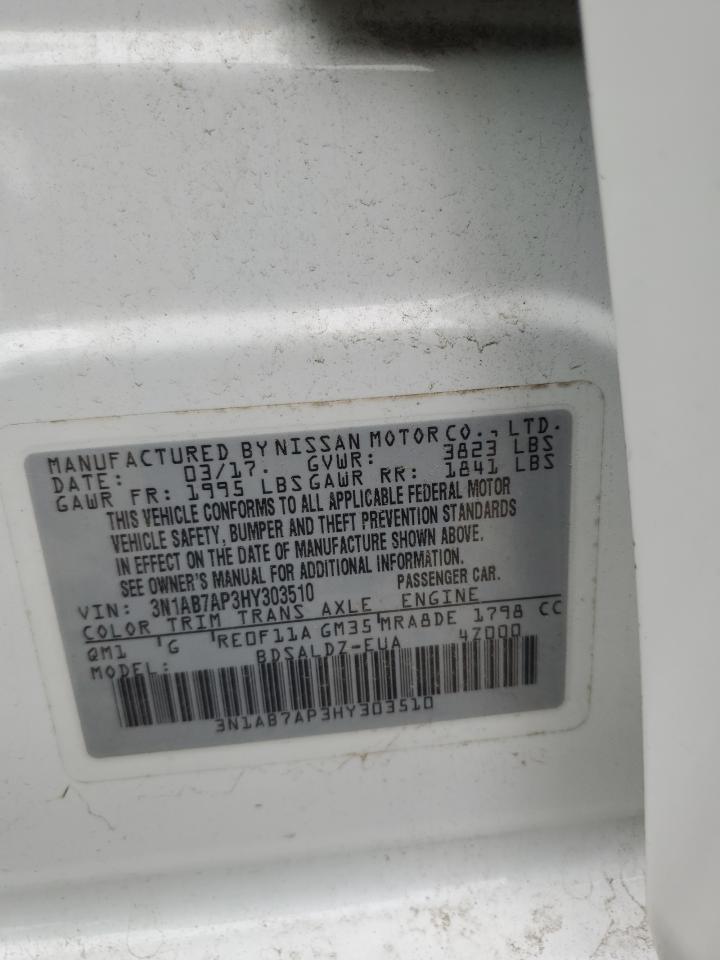 MANUFACTURED BY NISSAN MOTOR CO., LTD.
DATE: 03/17. GVWR: 3823 LBS
GAWR FR: 1995 LBS GAWR RR: 1841 LBS
THIS VEHICLE CONFORMS TO ALL APPLICABLE FEDERAL MOTOR
VEHICLE SAFETY, BUMPER AND THEFT PREVENTION STANDARDS
IN EFFECT ON THE DATE OF MANUFACTURE SHOWN ABOVE.
SEE OWNER'S MANUAL FOR ADDITIONAL INFORMATION.
VIN: 3N1AB7AP3HY303510 PASSENGER CAR.
COLOR TRIM TRANS AXLE ENGINE
QM1 G RE0F11A GM35 MRA8DE 1798 CC
MODEL: BDSALDZ-EUA 4Z000
3N1AB7AP3HY303510